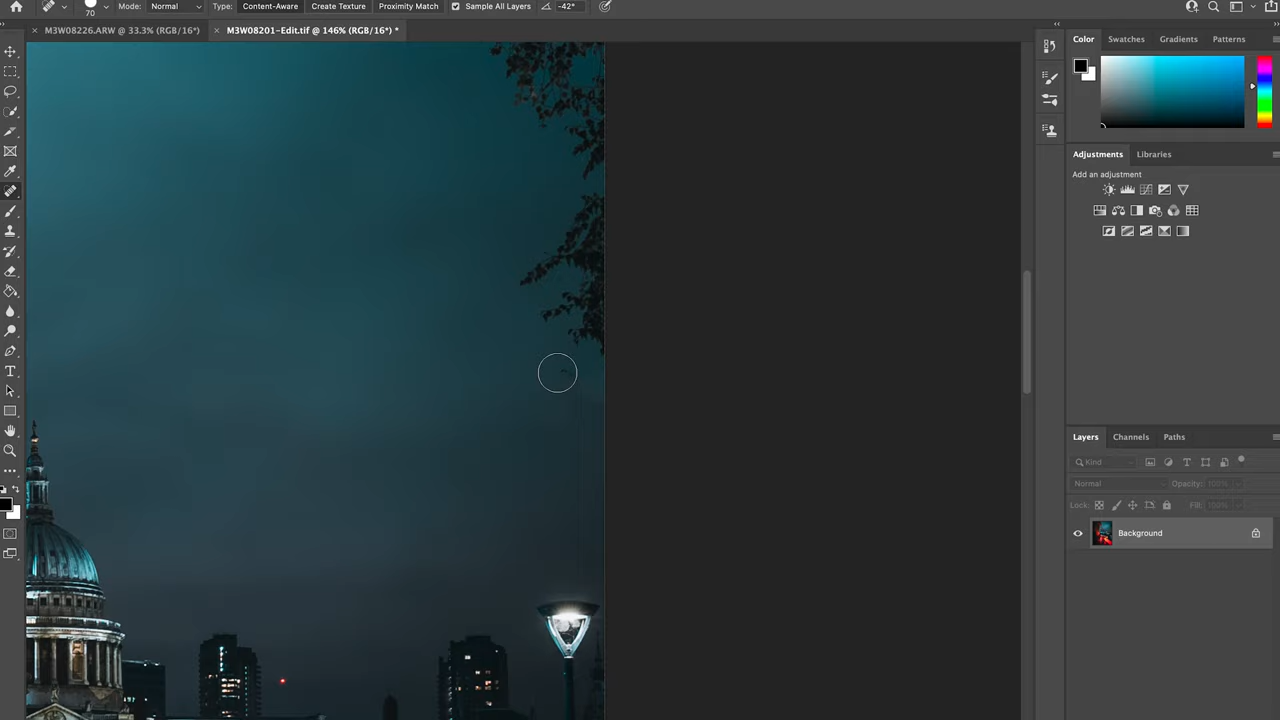 70 Mode: Normal Type: Content-Aware Create Texture Proximity Match Sample All Layers -42°
M3W08226.ARW @ 33.3% (RGB/16*) M3W08201-Edit.tif @ 146% (RGB/16*) *
Color Swatches Gradients Patterns
Adjustments Libraries
Add an adjustment
Layers Channels Paths
Kind
Normal Opacity: 100%
Lock: Fill: 100%
Background